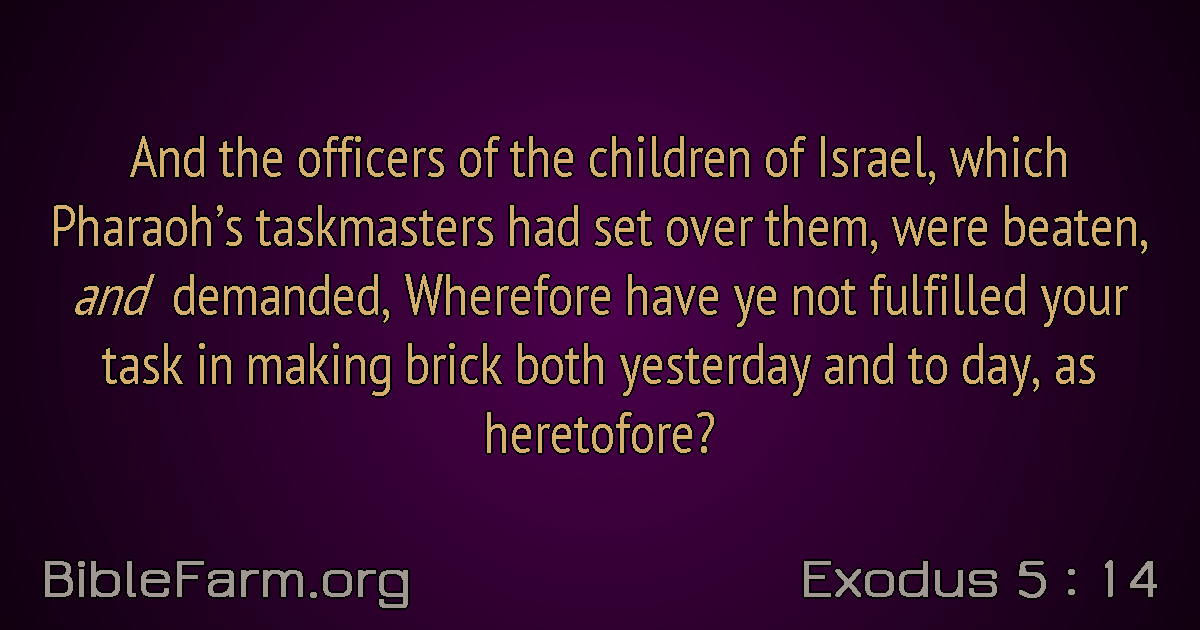 And the officers of the children of Israel, which
Pharaoh’s taskmasters had set over them, were beaten,
and demanded, Wherefore have ye not fulfilled your
task in making brick both yesterday and to day, as
heretofore?
BibleFarm.org
Exodus 5 : 14